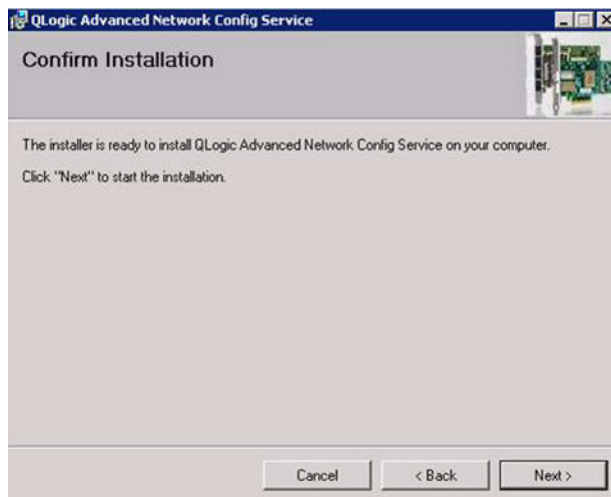 QLogic Advanced Network Config Service
Confirm Installation
The installer is ready to install QLogic Advanced Network Config Service on your computer.
Click "Next" to start the installation.
Cancel
< Back
Next >